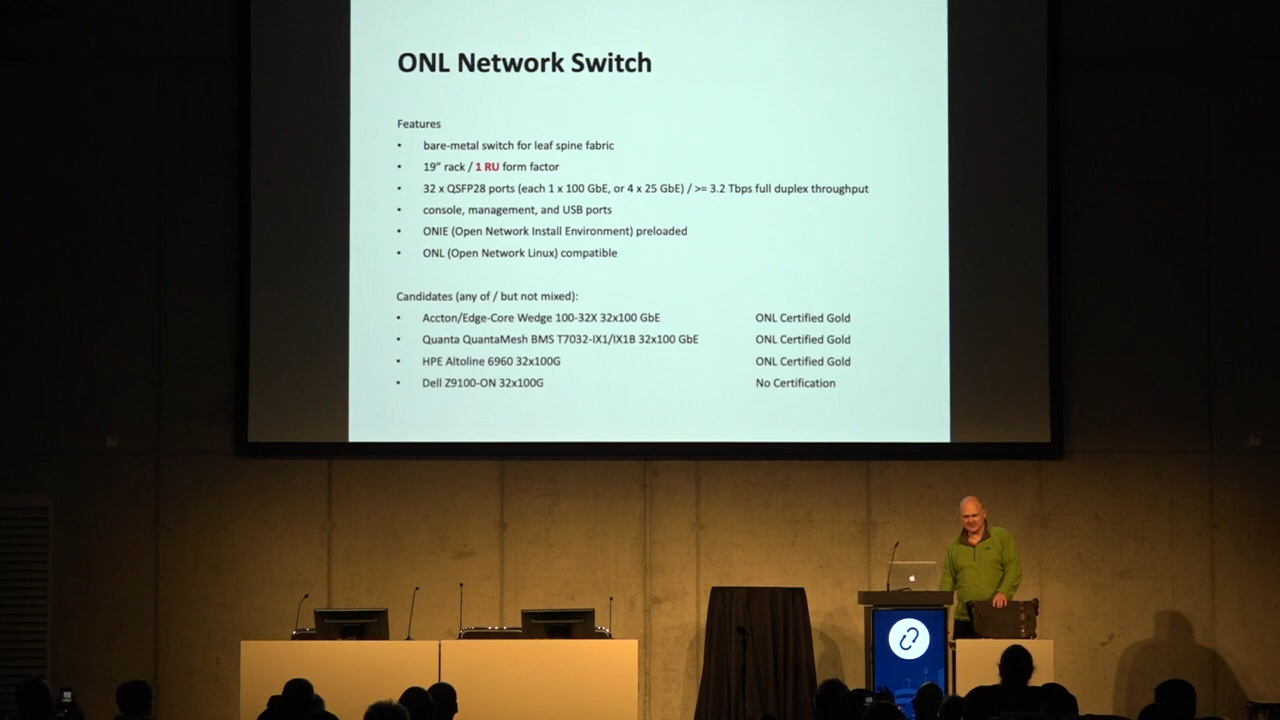 ONL Network Switch
Features
• bare-metal switch for leaf spine fabric
• 19" rack / 1 RU form factor
• 32 x QSFP28 ports (each 1 x 100 GbE, or 4 x 25 GbE) / >= 3.2 Tbps full duplex throughput
• console, management, and USB ports
• ONIE (Open Network Install Environment) preloaded
• ONL (Open Network Linux) compatible
Candidates (any of / but not mixed):
• Accton/Edge-Core Wedge 100-32X 32x100 GbE ONL Certified Gold
• Quanta QuantaMesh BMS T7032-IX1/IX1B 32x100 GbE ONL Certified Gold
• HPE Altoline 6960 32x100G ONL Certified Gold
• Dell Z9100-ON 32x100G No Certification